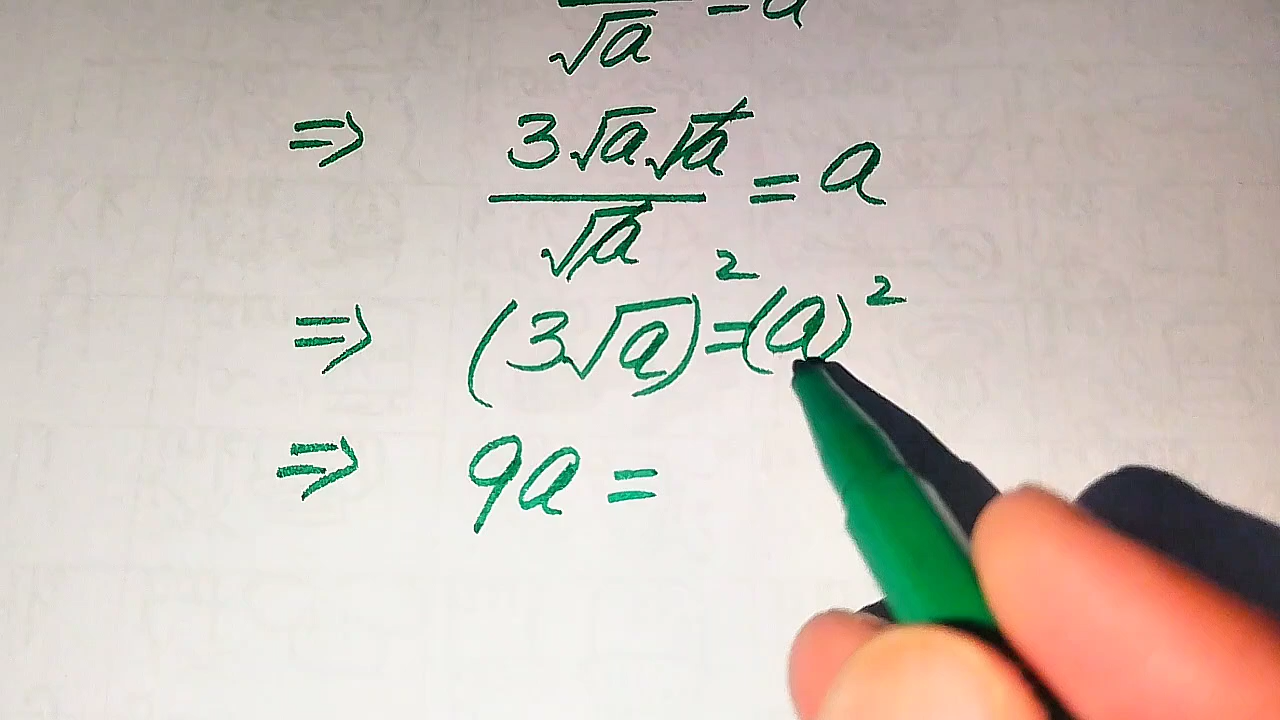 /√a = a
⇒ 3√a.√a/√a = a
⇒ (3√a)² = (a)²
⇒ 9a =